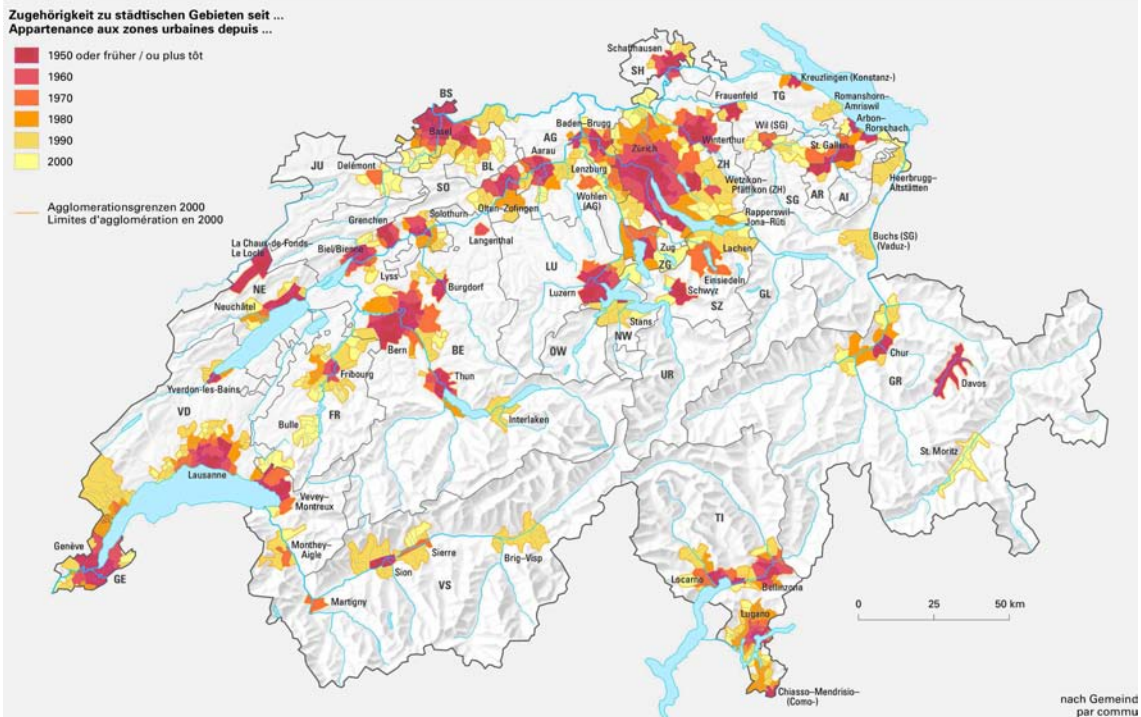 Zugehörigkeit zu städtischen Gebieten seit ...
Appartenance aux zones urbaines depuis ...
1950 oder früher / ou plus tôt
1960
1970
1980
1990
2000
Agglomerationsgrenzen 2000
Limites d'agglomération en 2000
Schaffhausen
SH
Kreuzlingen (Konstanz-)
TG
Romanshorn–
Amriswil
Arbon–
Rorschach
Frauenfeld
Wil (SG)
St. Gallen
Winterthur
BS
Basel
Baden–Brugg
AG
Aarau
Zürich
ZH
BL
JU
Delémont
SO
Lenzburg
Wetzikon–
Pfäffikon (ZH)
SG
AR
AI
Heerbrugg–
Altstätten
Wohlen
(AG)
Olten–Zofingen
Rapperswil–
Jona–Rüti
Grenchen
Solothurn
Langenthal
Buchs (SG)
(Vaduz-)
La Chaux-de-Fonds–
Le Locle
Biel/Bienne
Zug
ZG
Lachen
LU
Einsiedeln
Lyss
NE
Burgdorf
Luzern
Schwyz
SZ
GL
Neuchâtel
Stans
NW
Bern
BE
OW
UR
Chur
GR
Davos
Yverdon-les-Bains
Fribourg
Thun
VD
FR
Bulle
Interlaken
St. Moritz
Lausanne
Vevey–
Montreux
TI
Genève
GE
Monthey–
Aigle
Sierre
Sion
Brig–Visp
VS
Locarno
Bellinzona
Martigny
Lugano
0 25 50 km
Chiasso–Mendrisio–
(Como-)
nach Gemeind
par commu